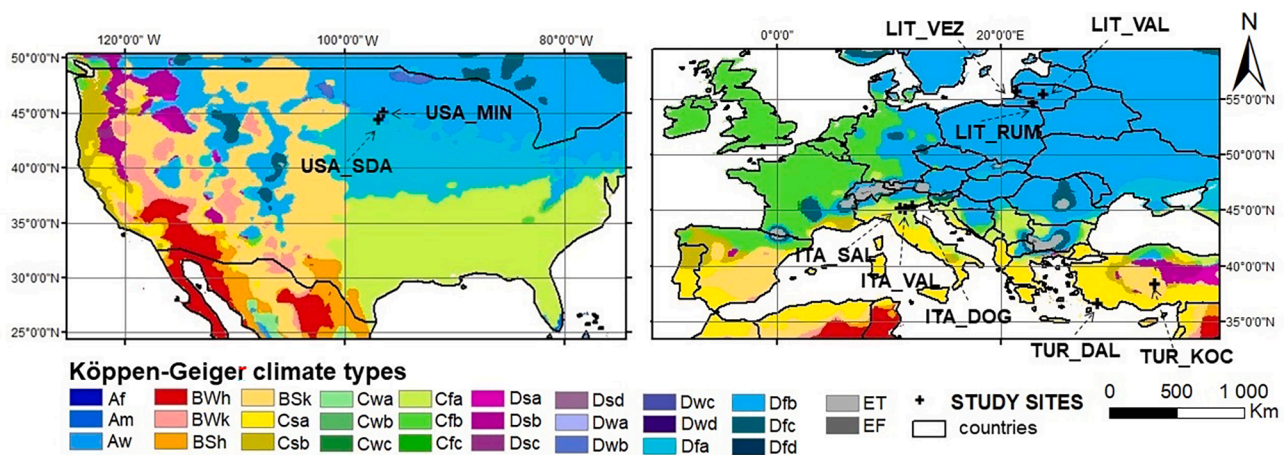 120°0'0" W 100°0'0"W 80°0'0"W
0°0'0" 20°0'0"E
N
LIT_VEZ LIT_VAL
50°0'0"N
45°0'0"N
40°0'0"N
35°0'0"N
30°0'0"N
25°0'0"N
USA_MIN
USA_SDA
55°0'0"N
50°0'0"N
45°0'0"N
40°0'0"N
35°0'0"N
LIT_RUM
ITA_SAL
ITA_VAL
ITA_DOG
TUR_DAL
TUR_KOC
Köppen-Geiger climate types
Af BWh BSk Cwa Cfa Dsa Dsd Dwc Dfb ET
Am BWk Csa Cwb Cfb Dsb Dwa Dwd Dfc EF
Aw BSh Csb Cwc Cfc Dsc Dwb Dfa Dfd
STUDY SITES
countries
0 500 1 000
Km